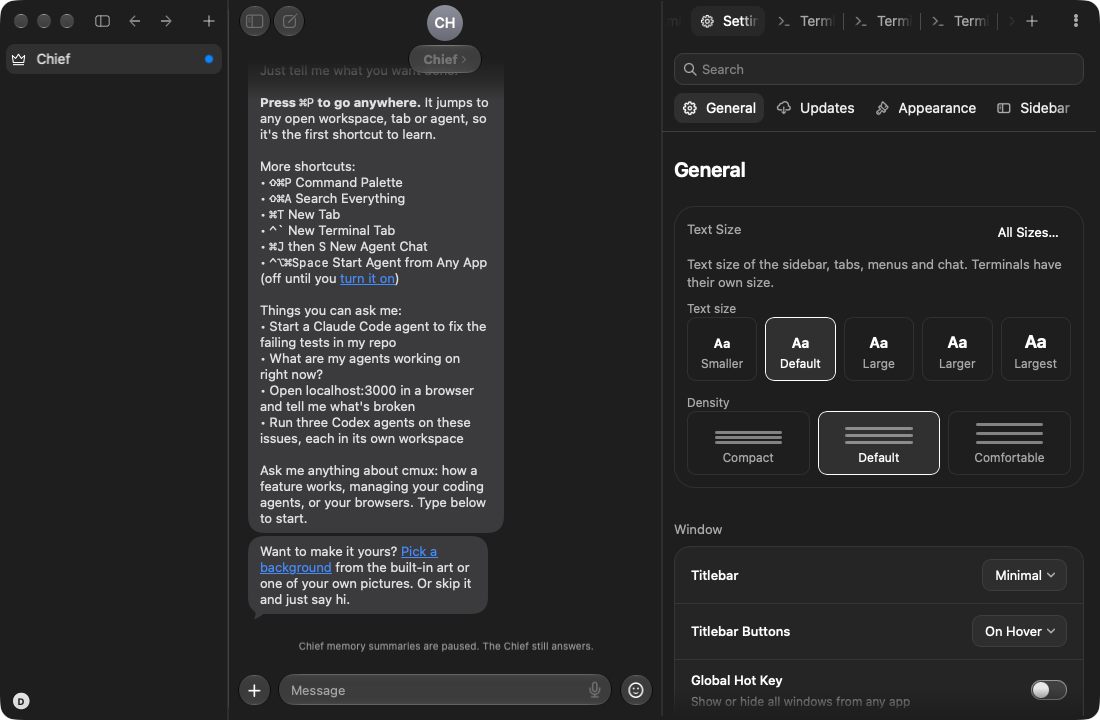 Chief
D
CH
Chief ›
Just tell me what you want done.
Press ⌘P to go anywhere. It jumps to
any open workspace, tab or agent, so
it's the first shortcut to learn.
More shortcuts:
• ⇧⌘P Command Palette
• ⇧⌘A Search Everything
• ⌘T New Tab
• ^` New Terminal Tab
• ⌘J then S New Agent Chat
• ^⌥⌘Space Start Agent from Any App
(off until you turn it on)
Things you can ask me:
• Start a Claude Code agent to fix the
failing tests in my repo
• What are my agents working on
right now?
• Open localhost:3000 in a browser
and tell me what's broken
• Run three Codex agents on these
issues, each in its own workspace
Ask me anything about cmux: how a
feature works, managing your coding
agents, or your browsers. Type below
to start.
Want to make it yours? Pick a
background from the built-in art or
one of your own pictures. Or skip it
and just say hi.
Chief memory summaries are paused. The Chief still answers.
Message
Settin
Termi
Termi
Termi
Search
General
Updates
Appearance
Sidebar
General
Text Size
All Sizes...
Text size of the sidebar, tabs, menus and chat. Terminals have
their own size.
Text size
Aa Aa Aa Aa Aa
Smaller Default Large Larger Largest
Density
Compact Default Comfortable
Window
Titlebar Minimal
Titlebar Buttons On Hover
Global Hot Key
Show or hide all windows from any app